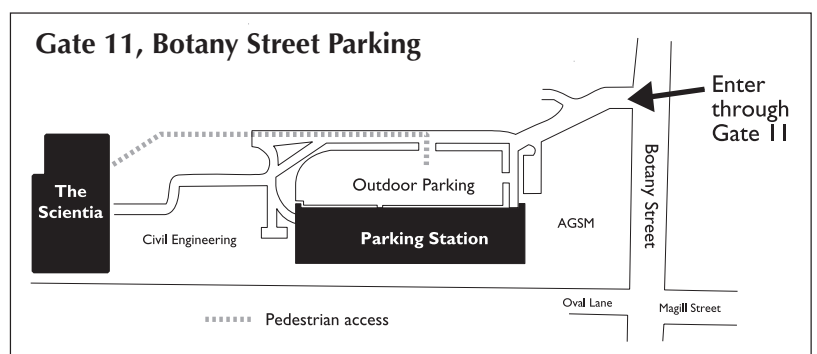 Gate 11, Botany Street Parking
Enter
through
Gate 11
Botany Street
The
Scientia
Outdoor Parking
Civil Engineering
Parking Station
AGSM
Oval Lane
Magill Street
Pedestrian access